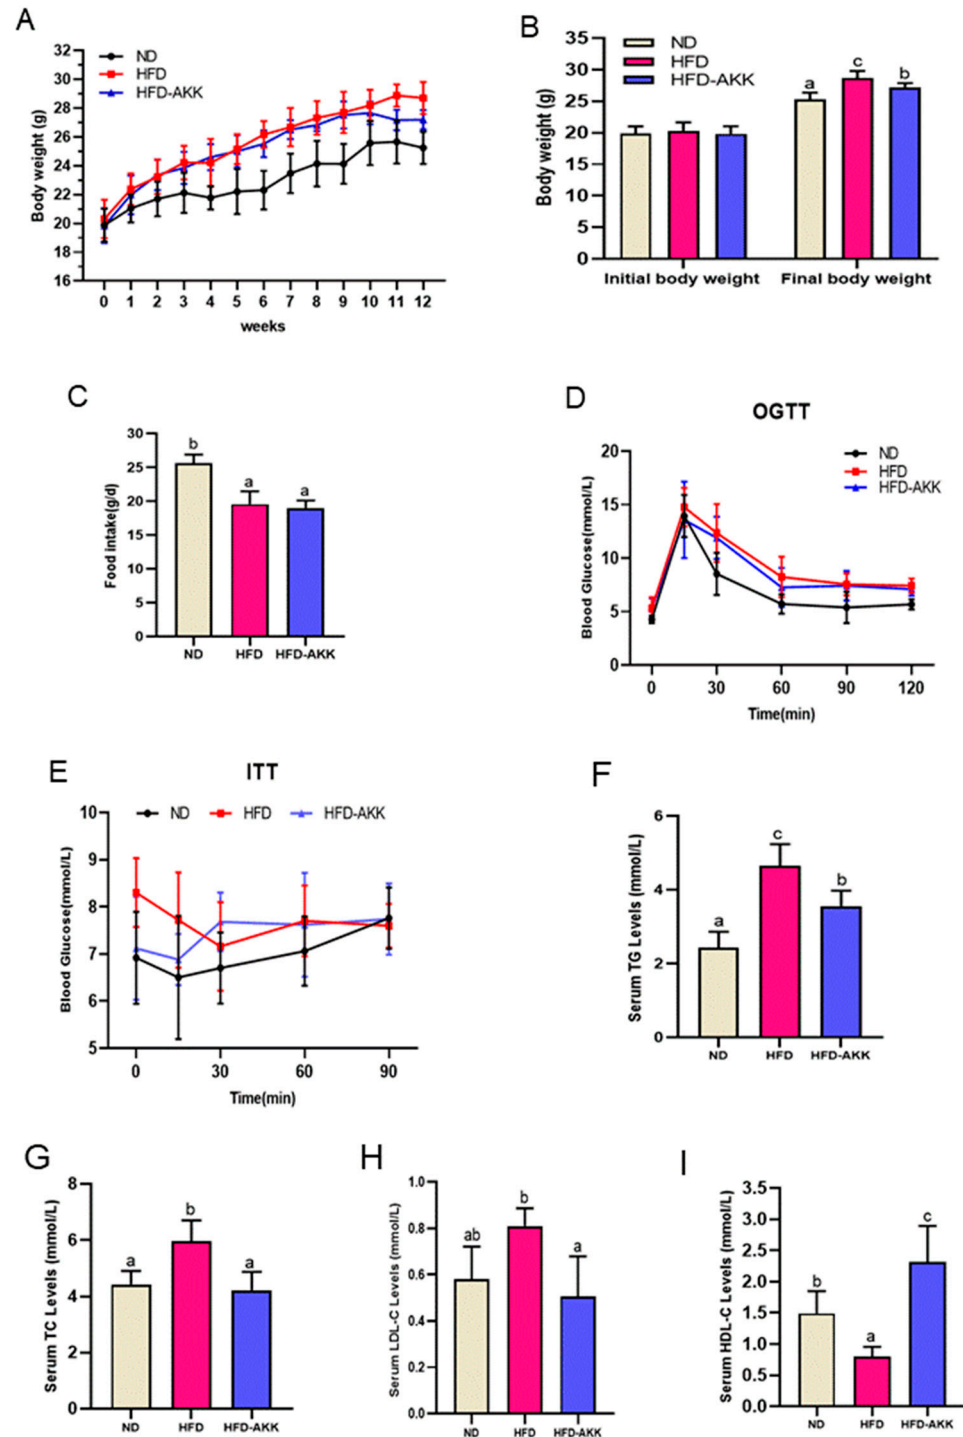 A
Body weight (g)
32
30
28
26
24
22
20
18
16
ND
HFD
HFD-AKK
0 1 2 3 4 5 6 7 8 9 10 11 12
weeks
B
Body weight (g)
35
30
25
20
15
10
5
0
ND
HFD
HFD-AKK
a c b
Initial body weight Final body weight
C
Food intake(g/d)
30
25
20
15
10
5
0
b a a
ND HFD HFD-AKK
D
OGTT
Blood Glucose(mmol/L)
20
15
10
5
0
ND
HFD
HFD-AKK
0 30 60 90 120
Time(min)
E
ITT
Blood Glucose(mmol/L)
10
9
8
7
6
5
ND HFD HFD-AKK
0 30 60 90
Time(min)
F
Serum TG Levels (mmol/L)
6
4
2
0
a c b
ND HFD HFD-AKK
G
Serum TC Levels (mmol/L)
8
6
4
2
0
a b a
ND HFD HFD-AKK
H
Serum LDL-C Levels (mmol/L)
1.0
0.8
0.6
0.4
0.2
0.0
ab b a
ND HFD HFD-AKK
I
Serum HDL-C Levels (mmol/L)
3.5
3.0
2.5
2.0
1.5
1.0
0.5
0.0
b a c
ND HFD HFD-AKK